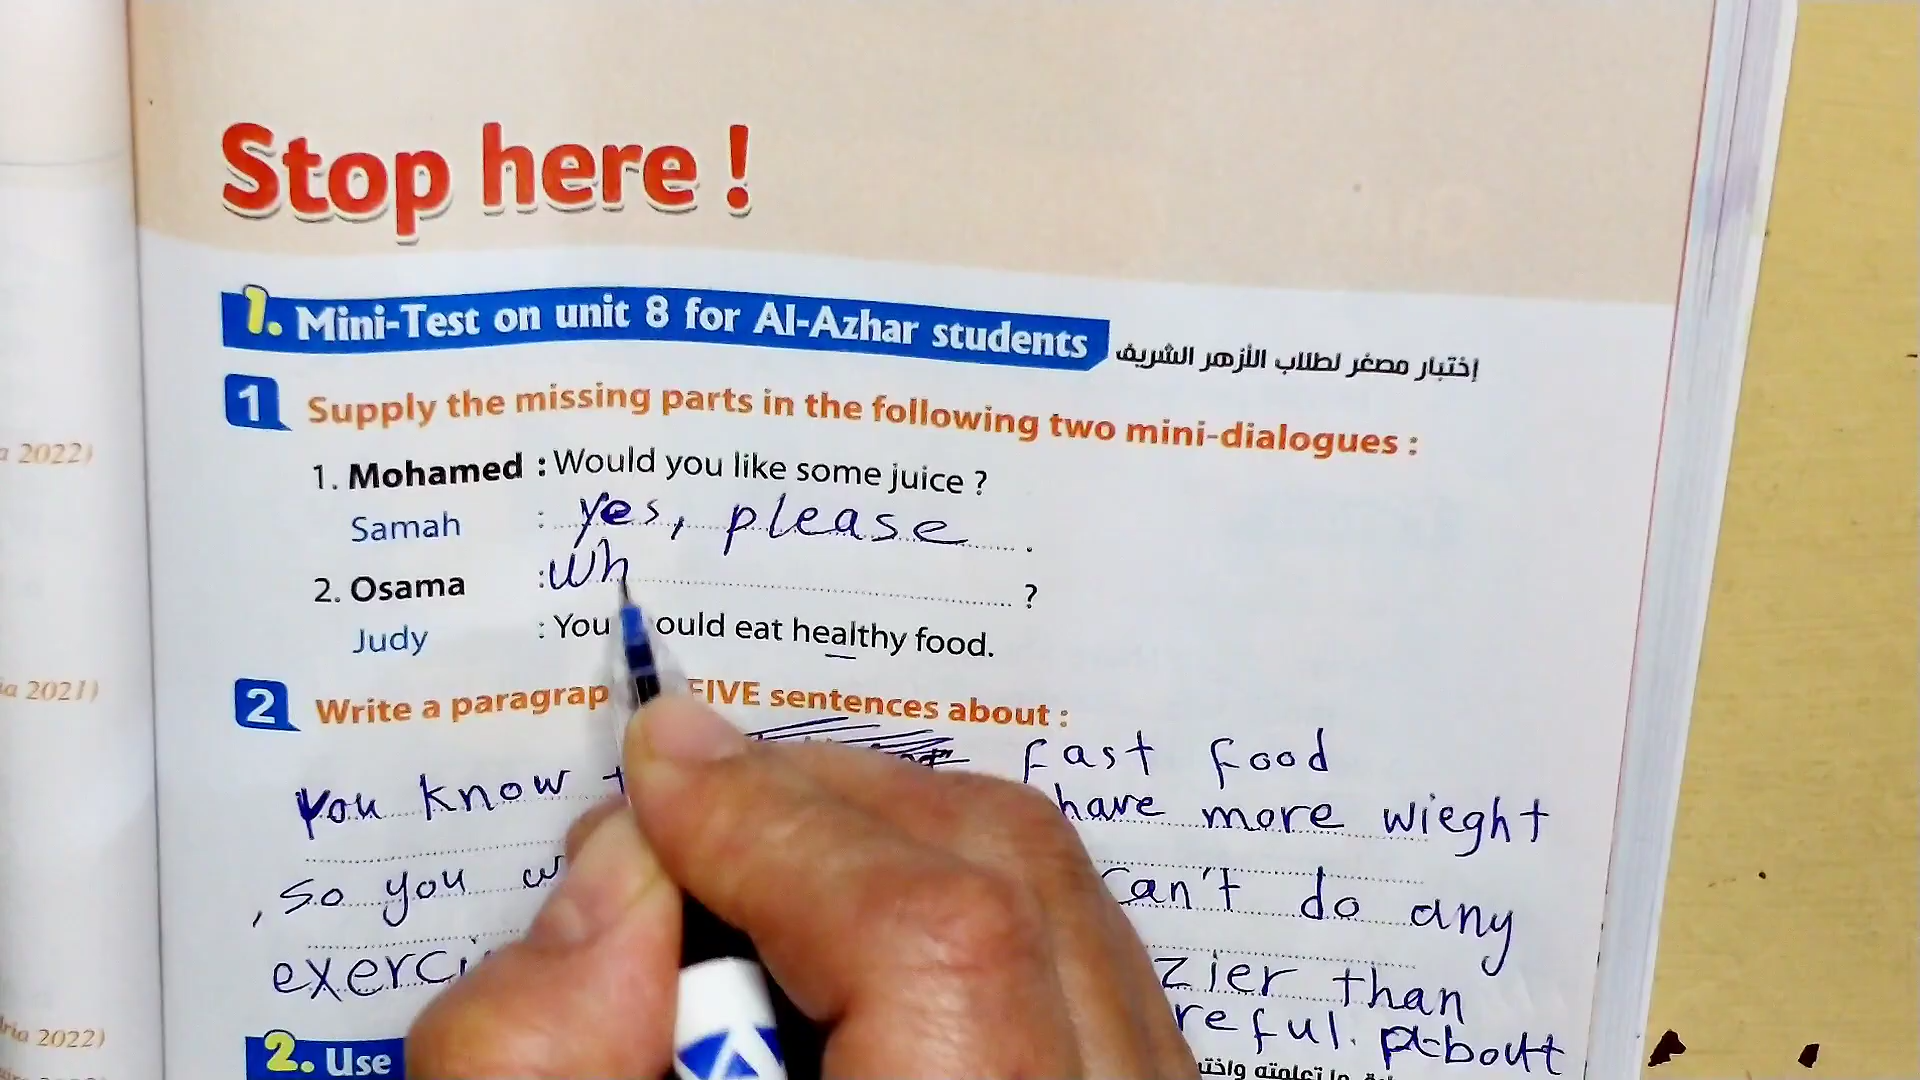 Stop here !
1. Mini-Test on unit 8 for Al-Azhar students إختبار مصغر لطلاب الأزهر الشريف
1 Supply the missing parts in the following two mini-dialogues :
a 2022)
1. Mohamed : Would you like some juice ?
Samah : yes, please .
2. Osama : Wh ?
Judy : You ould eat healthy food.
ia 2021)
2 Write a paragrap FIVE sentences about :
fast food
you know have more wieght
, so you can't do any
exerci zier than
reful. About
ria 2022)
2. Use